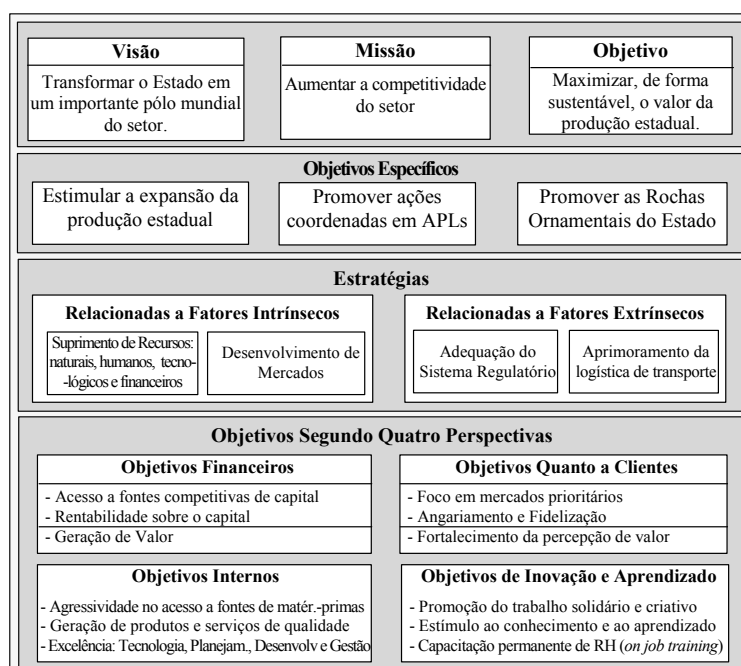 Visão
Transformar o Estado em
um importante pólo mundial
do setor.
Missão
Aumentar a competitividade
do setor
Objetivo
Maximizar, de forma
sustentável, o valor da
produção estadual.
Objetivos Específicos
Estimular a expansão da
produção estadual
Promover ações
coordenadas em APLs
Promover as Rochas
Ornamentais do Estado
Estratégias
Relacionadas a Fatores Intrínsecos
Suprimento de Recursos:
naturais, humanos, tecno-
-lógicos e financeiros
Desenvolvimento de
Mercados
Relacionadas a Fatores Extrínsecos
Adequação do
Sistema Regulatório
Aprimoramento da
logística de transporte
Objetivos Segundo Quatro Perspectivas
Objetivos Financeiros
- Acesso a fontes competitivas de capital
- Rentabilidade sobre o capital
- Geração de Valor
Objetivos Quanto a Clientes
- Foco em mercados prioritários
- Angariamento e Fidelização
- Fortalecimento da percepção de valor
Objetivos Internos
- Agressividade no acesso a fontes de matér.-primas
- Geração de produtos e serviços de qualidade
- Excelência: Tecnologia, Planejam., Desenvolv e Gestão
Objetivos de Inovação e Aprendizado
- Promoção do trabalho solidário e criativo
- Estímulo ao conhecimento e ao aprendizado
- Capacitação permanente de RH (on job training)